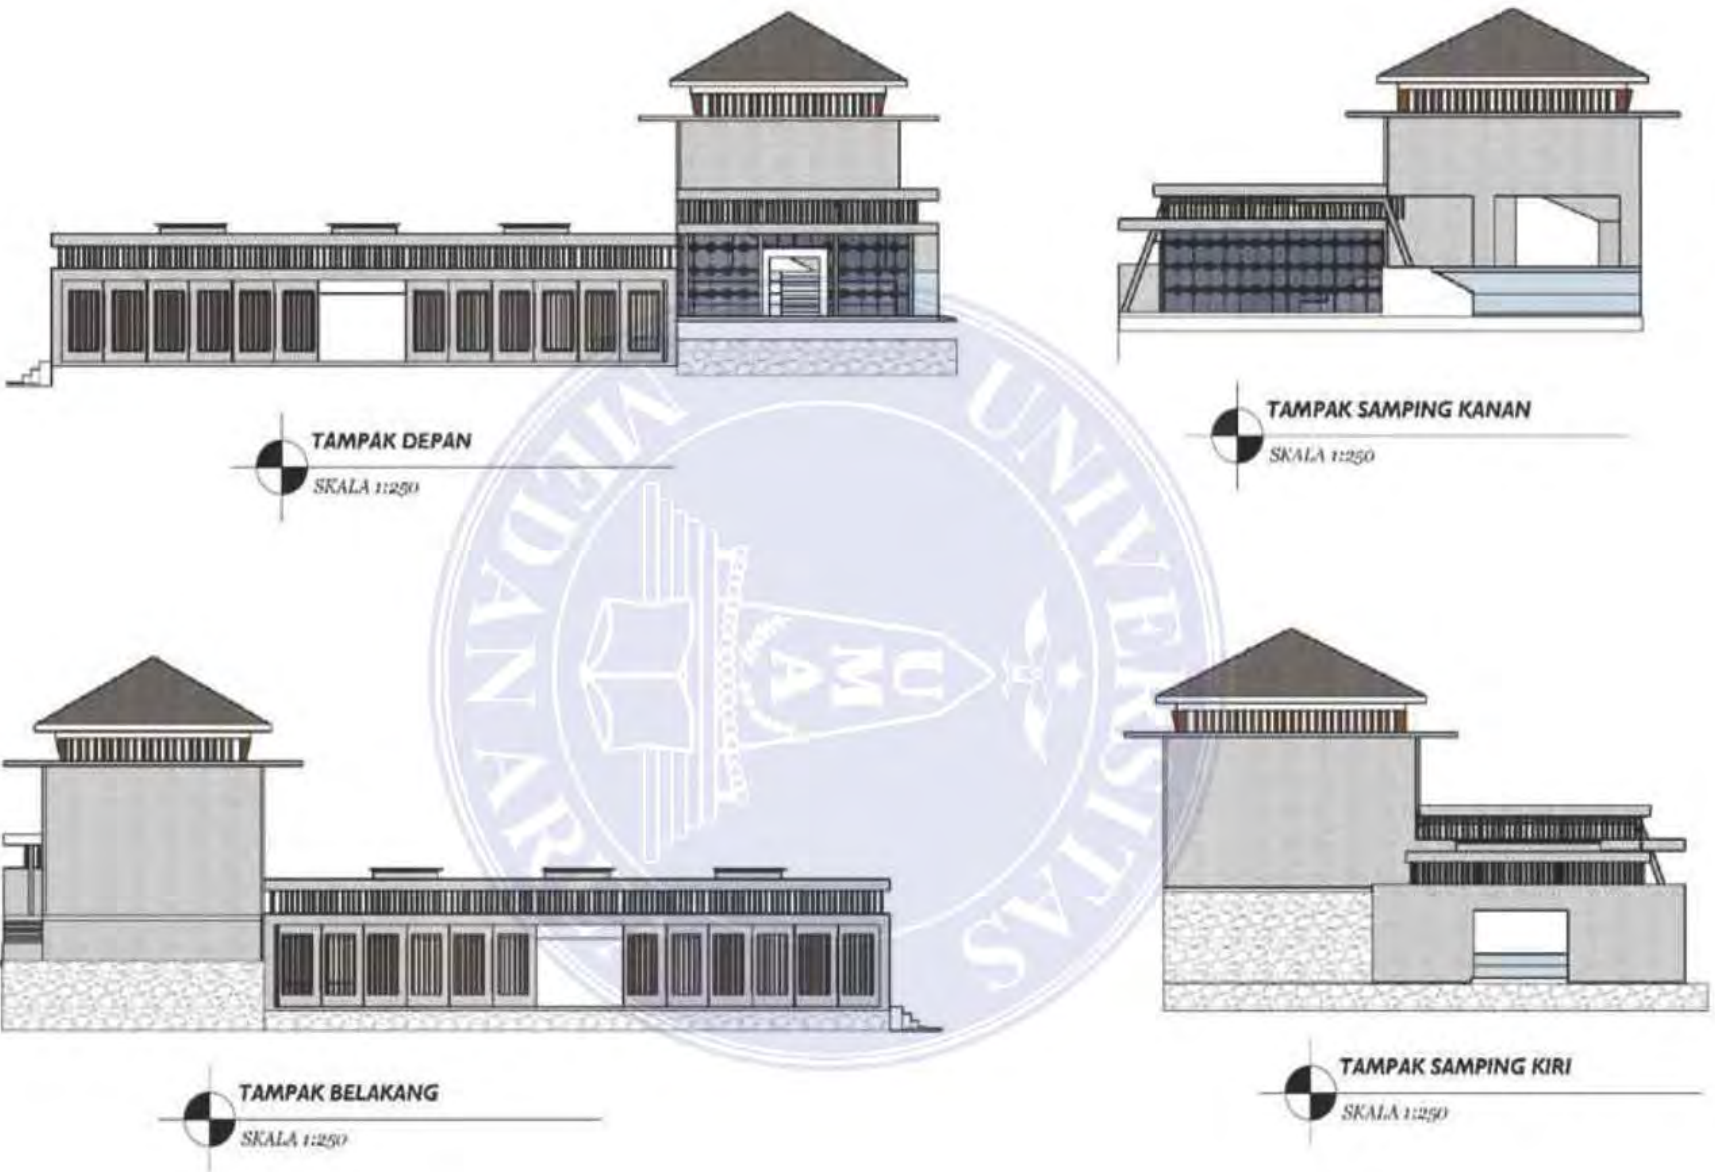 TAMPAK DEPAN
SKALA 1:250
TAMPAK SAMPING KANAN
SKALA 1:250
TAMPAK BELAKANG
SKALA 1:250
TAMPAK SAMPING KIRI
SKALA 1:250
UNIVERSITAS
MEDAN AR
UMA